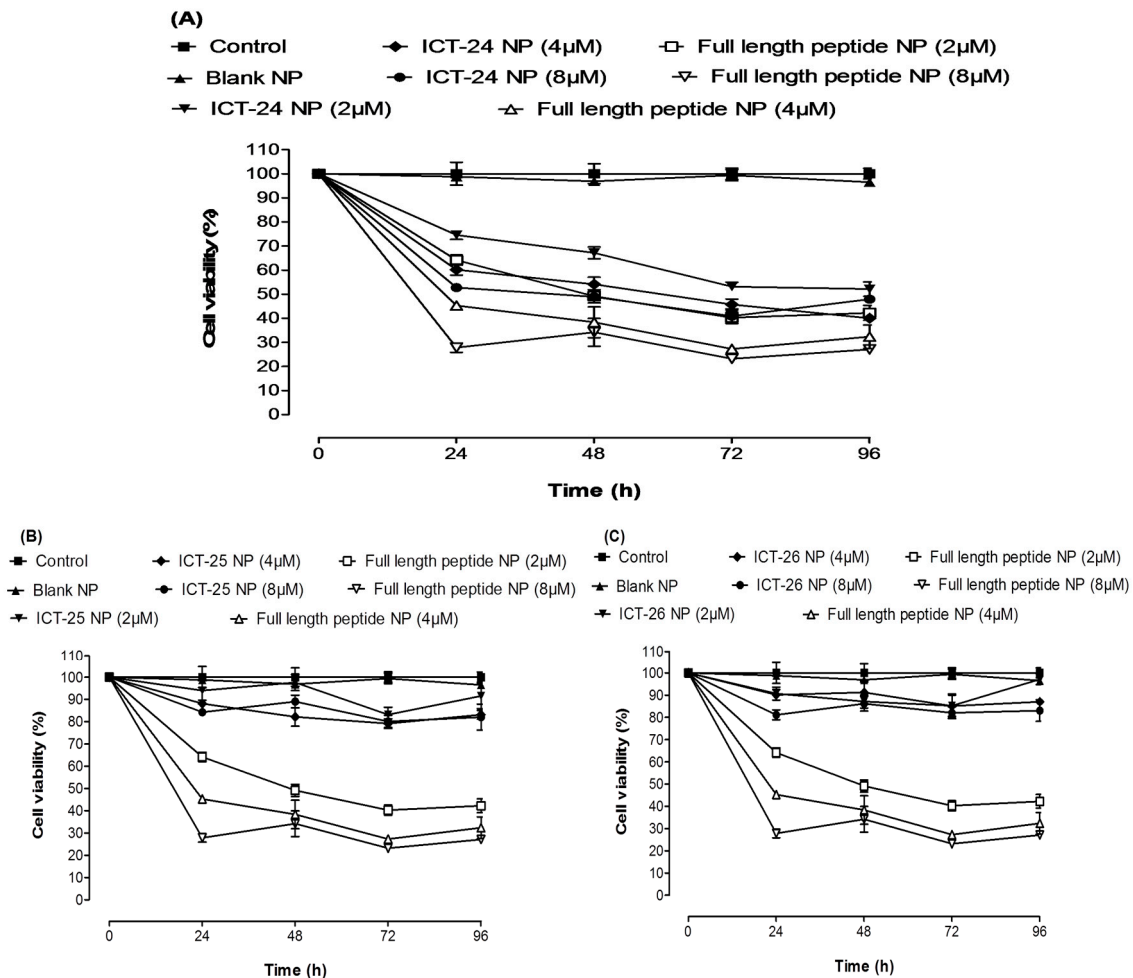 (A)
Control ICT-24 NP (4µM) Full length peptide NP (2µM)
Blank NP ICT-24 NP (8µM) Full length peptide NP (8µM)
ICT-24 NP (2µM) Full length peptide NP (4µM)
110
100
90
80
70
60
50
40
30
20
10
0
Cell viability (%)
0 24 48 72 96
Time (h)
(B)
Control ICT-25 NP (4µM) Full length peptide NP (2µM)
Blank NP ICT-25 NP (8µM) Full length peptide NP (8µM)
ICT-25 NP (2µM) Full length peptide NP (4µM)
110
100
90
80
70
60
50
40
30
20
10
0
Cell viability (%)
0 24 48 72 96
Time (h)
(C)
Control ICT-26 NP (4µM) Full length peptide NP (2µM)
Blank NP ICT-26 NP (8µM) Full length peptide NP (8µM)
ICT-26 NP (2µM) Full length peptide NP (4µM)
110
100
90
80
70
60
50
40
30
20
10
0
Cell viability (%)
0 24 48 72 96
Time (h)